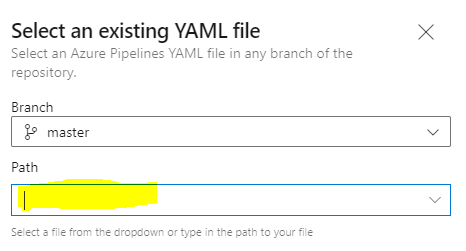 Select an existing YAML file
Select an Azure Pipelines YAML file in any branch of the
repository.
Branch
master
Path
Select a file from the dropdown or type in the path to your file